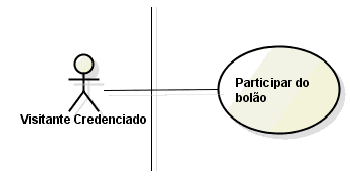 Participar do
bolão
Visitante Credenciado